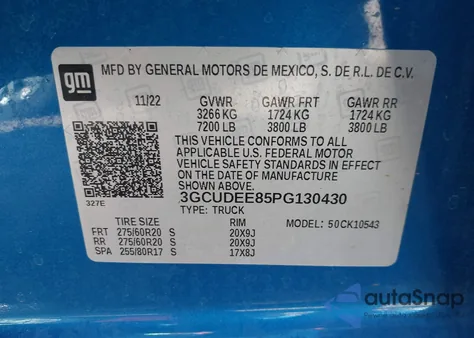 gm
MFD BY GENERAL MOTORS DE MEXICO, S. DE R.L. DE C.V.
11/22 GVWR GAWR FRT GAWR RR
3266 KG 1724 KG 1724 KG
7200 LB 3800 LB 3800 LB
THIS VEHICLE CONFORMS TO ALL APPLICABLE
U.S. FEDERAL MOTOR
VEHICLE SAFETY STANDARDS IN EFFECT
ON THE DATE OF MANUFACTURE
SHOWN ABOVE.
327E 3GCUDEE85PG130430
TYPE: TRUCK
TIRE SIZE RIM MODEL: 50CK10543
FRT 275/60R20 S 20X9J
RR 275/60R20 S 20X9J
SPA 255/80R17 S 17X8J
autoSnap